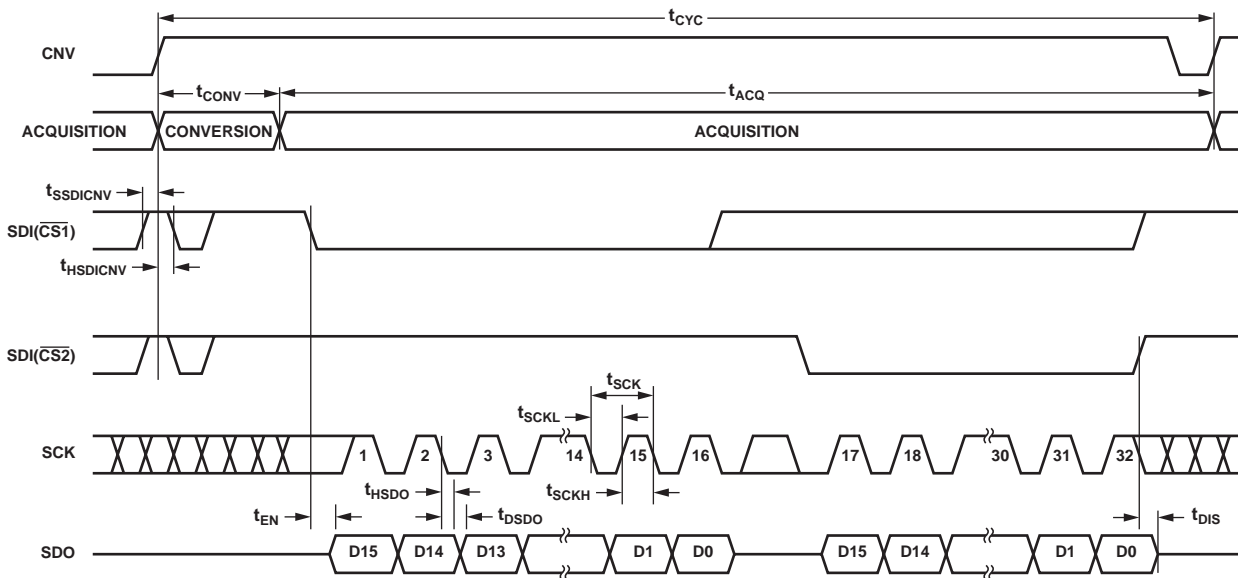 tCYC
CNV
tCONV
tACQ
ACQUISITION CONVERSION ACQUISITION
tSSDICNV
SDI(CS1)
tHSDICNV
SDI(CS2)
tSCK
tSCKL
SCK 1 2 3 14 15 16 17 18 30 31 32
tHSDO
tSCKH
tEN
tDSDO
tDIS
SDO D15 D14 D13 D1 D0 D15 D14 D1 D0